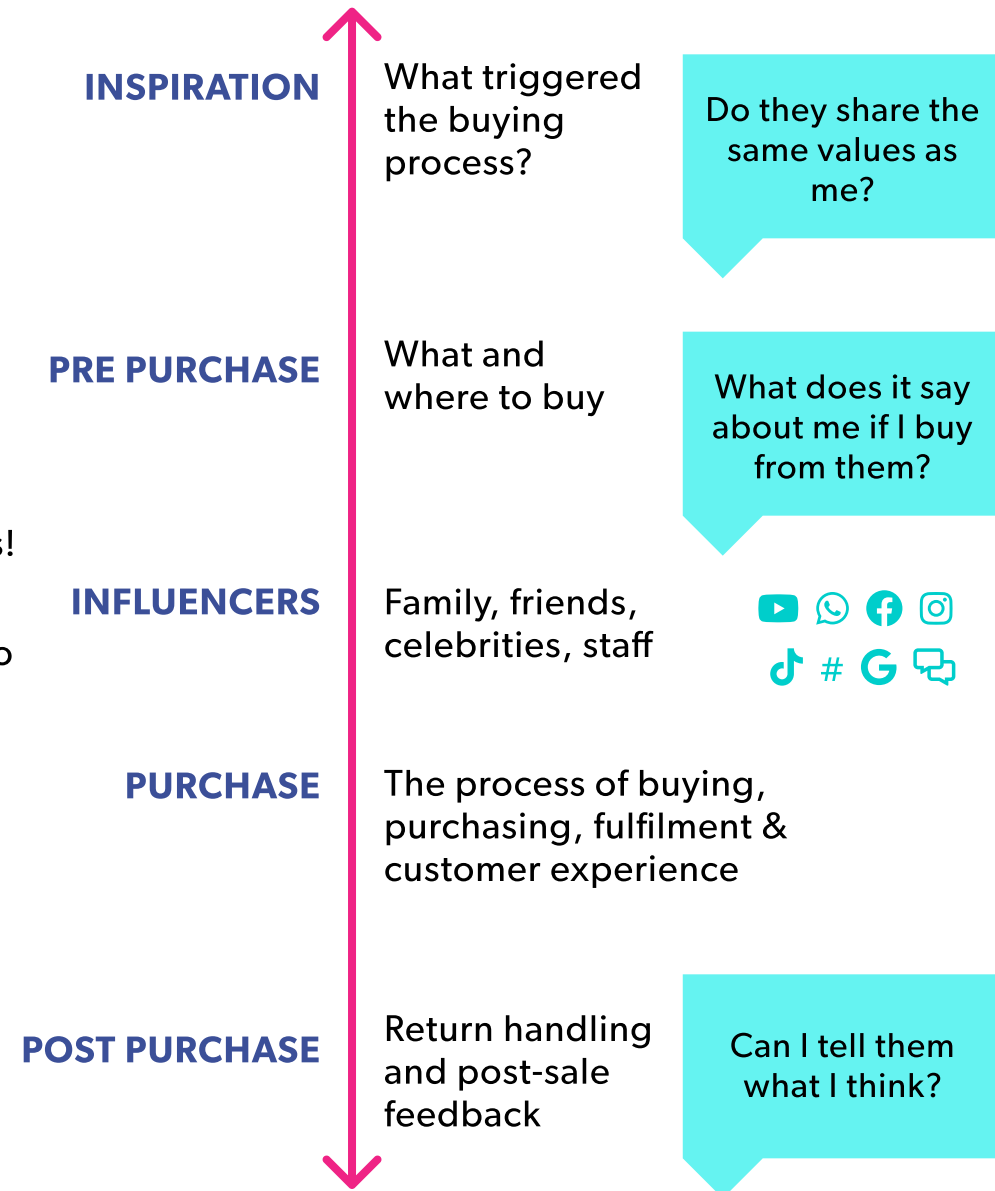 INSPIRATION
What triggered
the buying
process?
Do they share the
same values as
me?
PRE PURCHASE
What and
where to buy
What does it say
about me if I buy
from them?
s!
INFLUENCERS
Family, friends,
celebrities, staff
#
o
PURCHASE
The process of buying,
purchasing, fulfilment &
customer experience
POST PURCHASE
Return handling
and post-sale
feedback
Can I tell them
what I think?